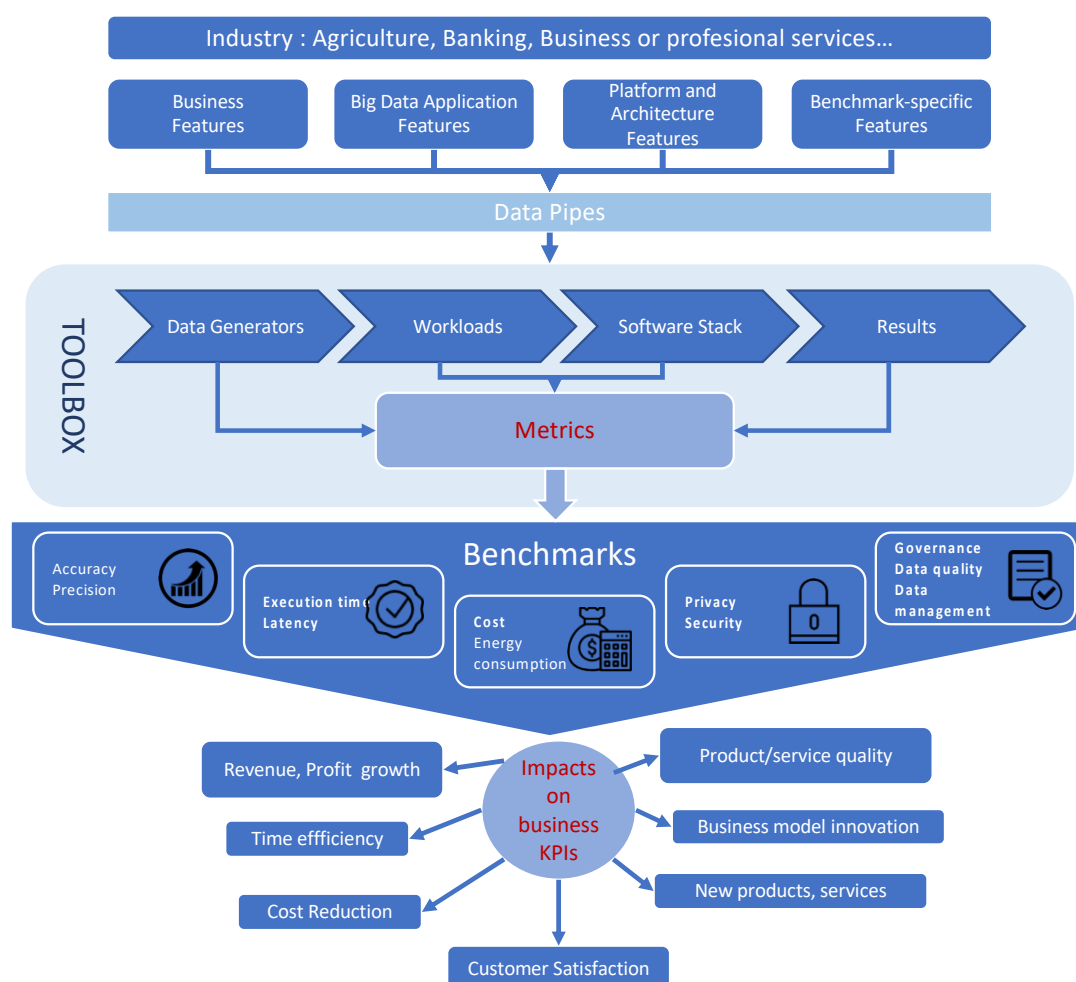 Industry : Agriculture, Banking, Business or profesional services...
Business
Features
Big Data Application
Features
Platform and
Architecture
Features
Benchmark-specific
Features
Data Pipes
TOOLBOX
Data Generators
Workloads
Software Stack
Results
Metrics
Benchmarks
Accuracy
Precision
Execution time
Latency
Cost
Energy
consumption
$
Privacy
Security
0
Governance
Data quality
Data
management
Impacts
on
business
KPIs
Revenue, Profit growth
Time effficiency
Cost Reduction
Customer Satisfaction
Product/service quality
Business model innovation
New products, services